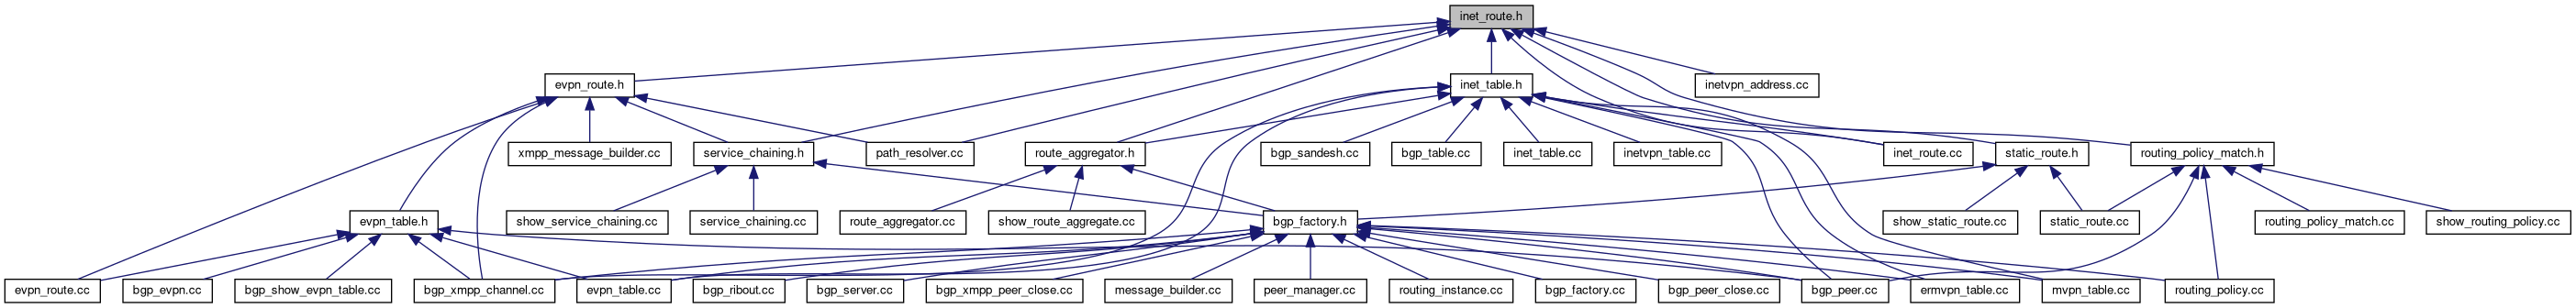 inet_route.h
evpn_route.h
inet_table.h
inetvpn_address.cc
xmpp_message_builder.cc
service_chaining.h
path_resolver.cc
route_aggregator.h
bgp_sandesh.cc
bgp_table.cc
inet_table.cc
inetvpn_table.cc
inet_route.cc
static_route.h
routing_policy_match.h
evpn_table.h
show_service_chaining.cc
service_chaining.cc
route_aggregator.cc
show_route_aggregate.cc
bgp_factory.h
show_static_route.cc
static_route.cc
routing_policy_match.cc
show_routing_policy.cc
evpn_route.cc
bgp_evpn.cc
bgp_show_evpn_table.cc
bgp_xmpp_channel.cc
evpn_table.cc
bgp_ribout.cc
bgp_server.cc
bgp_xmpp_peer_close.cc
message_builder.cc
peer_manager.cc
routing_instance.cc
bgp_factory.cc
bgp_peer_close.cc
bgp_peer.cc
ermvpn_table.cc
mvpn_table.cc
routing_policy.cc